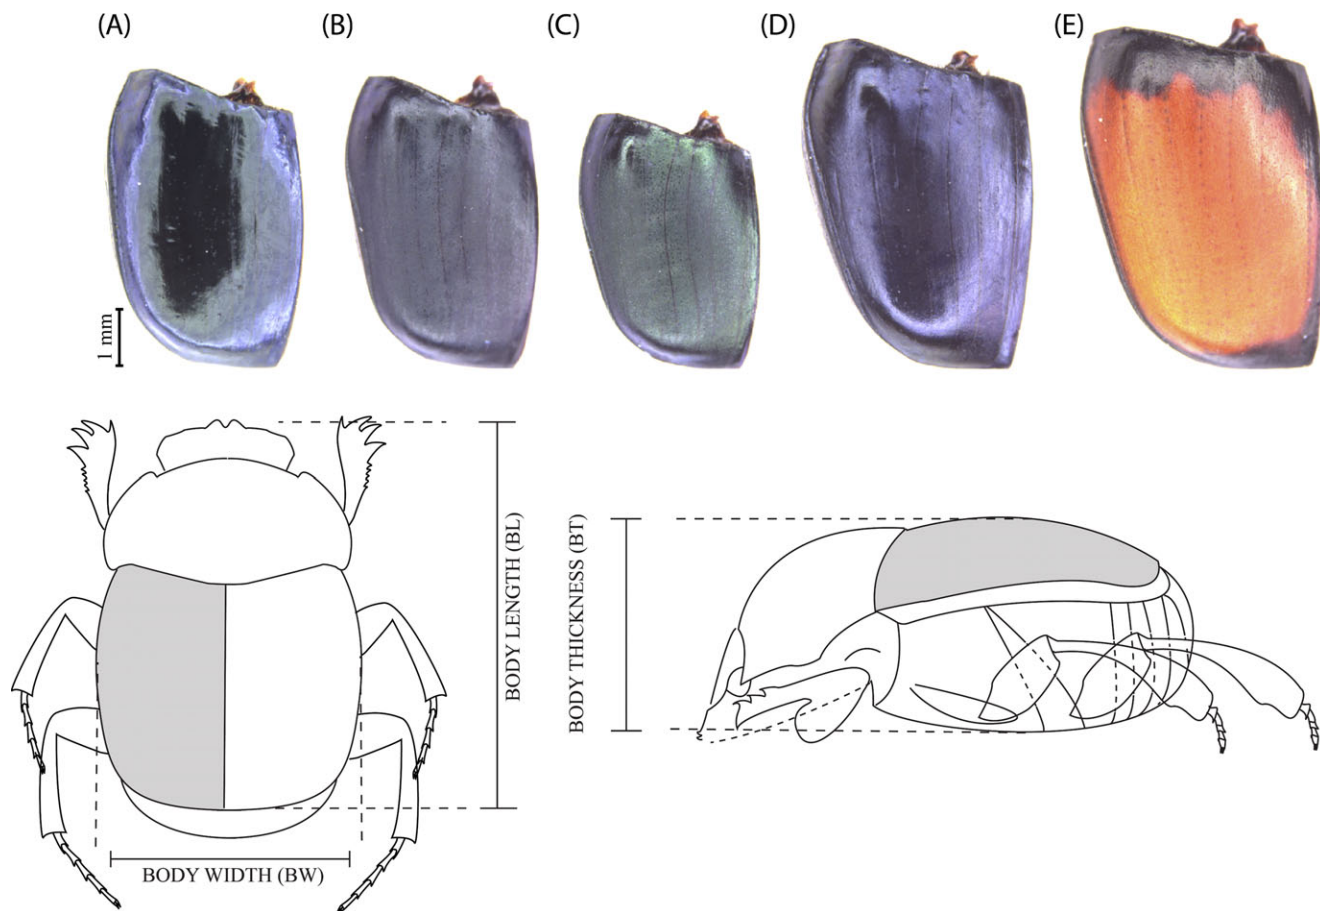 (A)
(B)
(C)
(D)
(E)
1 mm
BODY LENGTH (BL)
BODY THICKNESS (BT)
BODY WIDTH (BW)